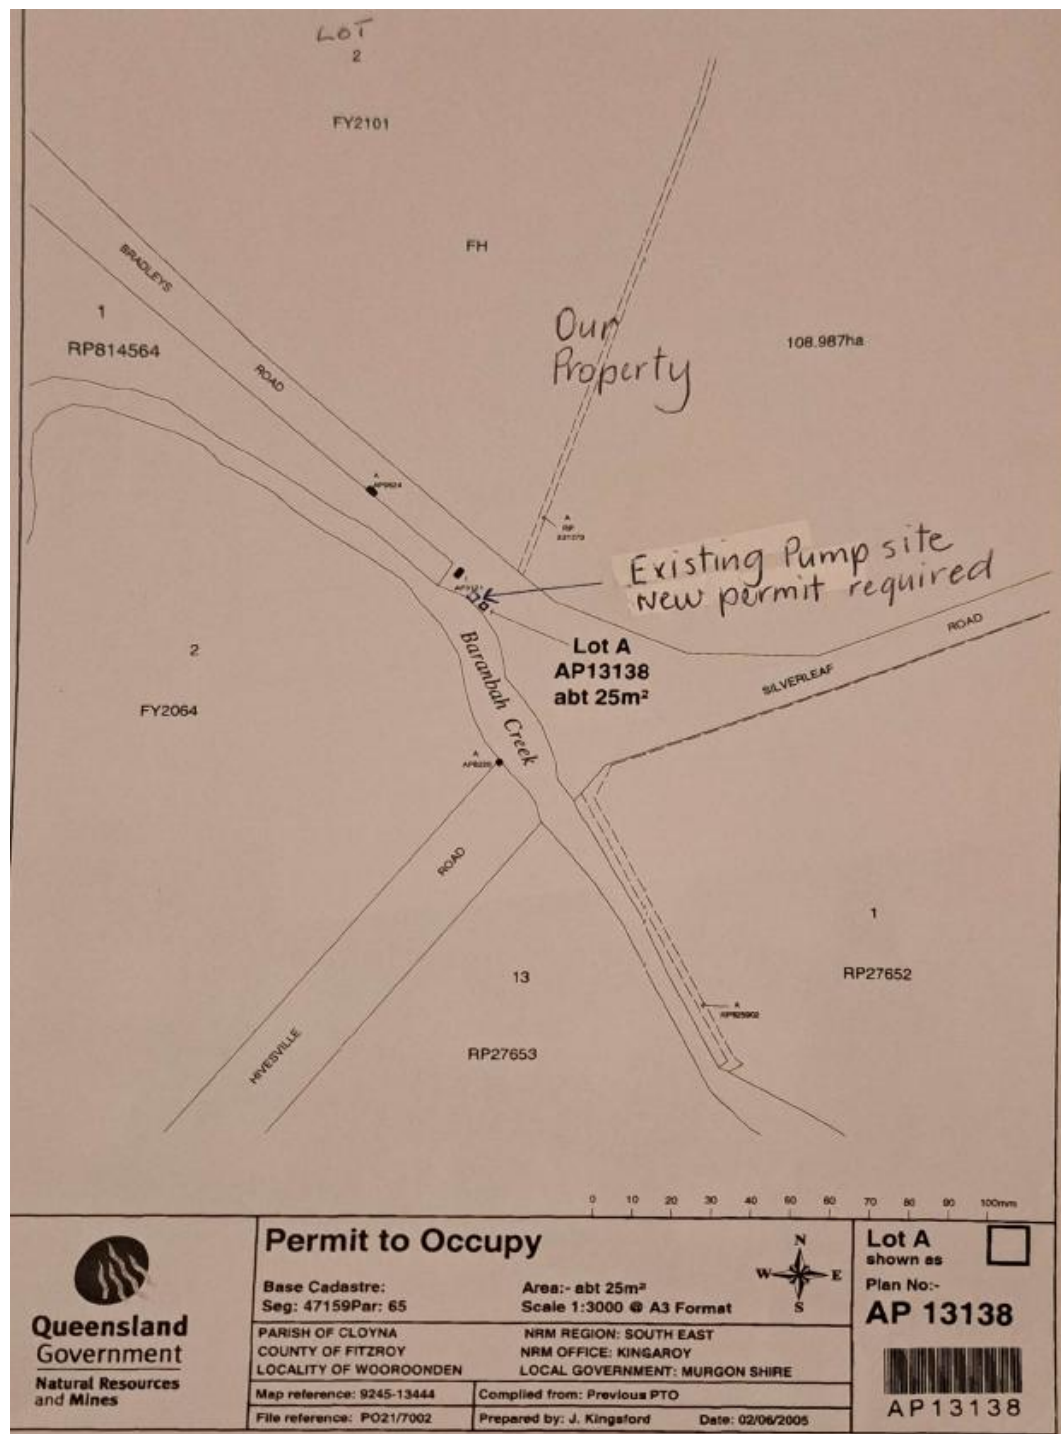 LOT
2
FY2101
FH
BRADLEYS
ROAD
1
RP814564
Our
Property
108.987ha
A
AP9624
A
RP
Existing Pump site
New permit required
Lot A
AP13138
abt 25m²
ROAD
SILVERLEAF
2
FY2064
Baranbah Creek
A
ROAD
HIVESVILLE
13
RP27653
1
RP27652
A
RP825902
0 10 20 30 40 50 60 70 80 90 100mm
Permit to Occupy
Base Cadastre:
Seg: 47159Par: 65
Area:- abt 25m²
Scale 1:3000 @ A3 Format
N
W E
S
PARISH OF CLOYNA
COUNTY OF FITZROY
LOCALITY OF WOOROONDEN
NRM REGION: SOUTH EAST
NRM OFFICE: KINGAROY
LOCAL GOVERNMENT: MURGON SHIRE
Map reference: 9245-13444
Compiled from: Previous PTO
File reference: PO21/7002
Prepared by: J. Kingsford
Date: 02/06/2005
Lot A
shown as
Plan No:-
AP 13138
AP13138
Queensland
Government
Natural Resources
and Mines